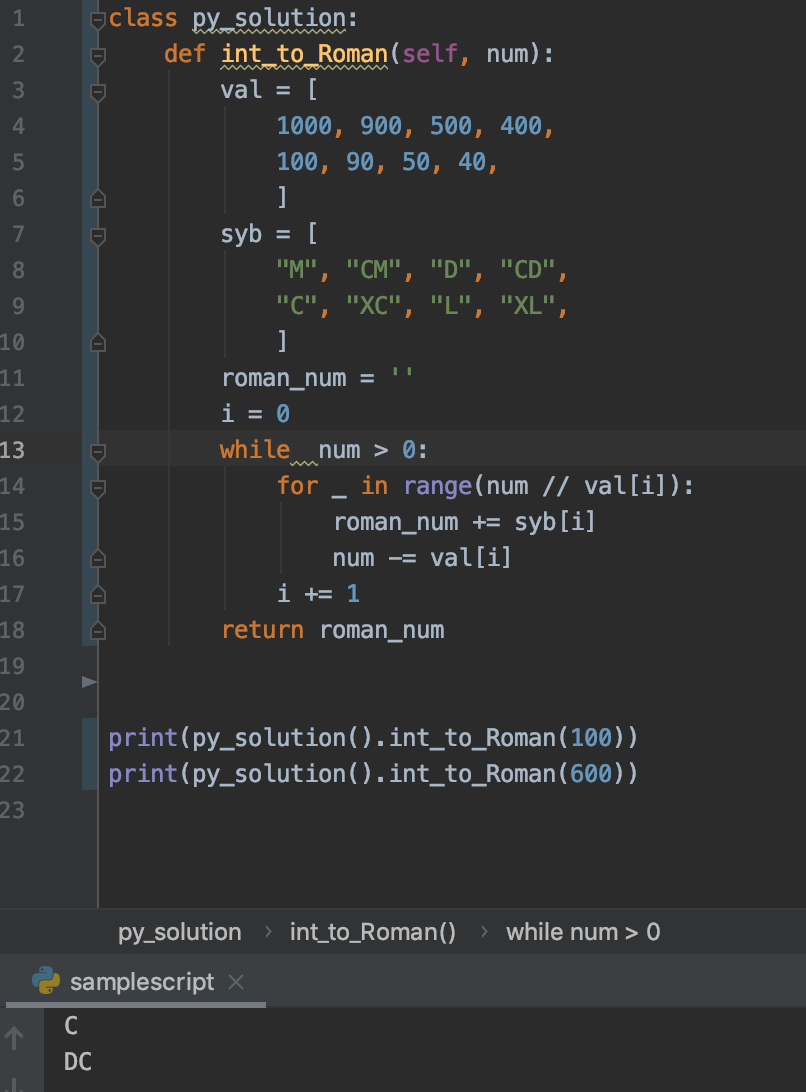 1 class py_solution:
2     def int_to_Roman(self, num):
3         val = [
4             1000, 900, 500, 400,
5             100, 90, 50, 40,
6             ]
7         syb = [
8             "M", "CM", "D", "CD",
9             "C", "XC", "L", "XL",
10             ]
11         roman_num = ''
12         i = 0
13         while  num > 0:
14             for _ in range(num // val[i]):
15                 roman_num += syb[i]
16                 num -= val[i]
17             i += 1
18         return roman_num
19
20
21 print(py_solution().int_to_Roman(100))
22 print(py_solution().int_to_Roman(600))
23
py_solution › int_to_Roman() › while num > 0
samplescript ×
C
DC